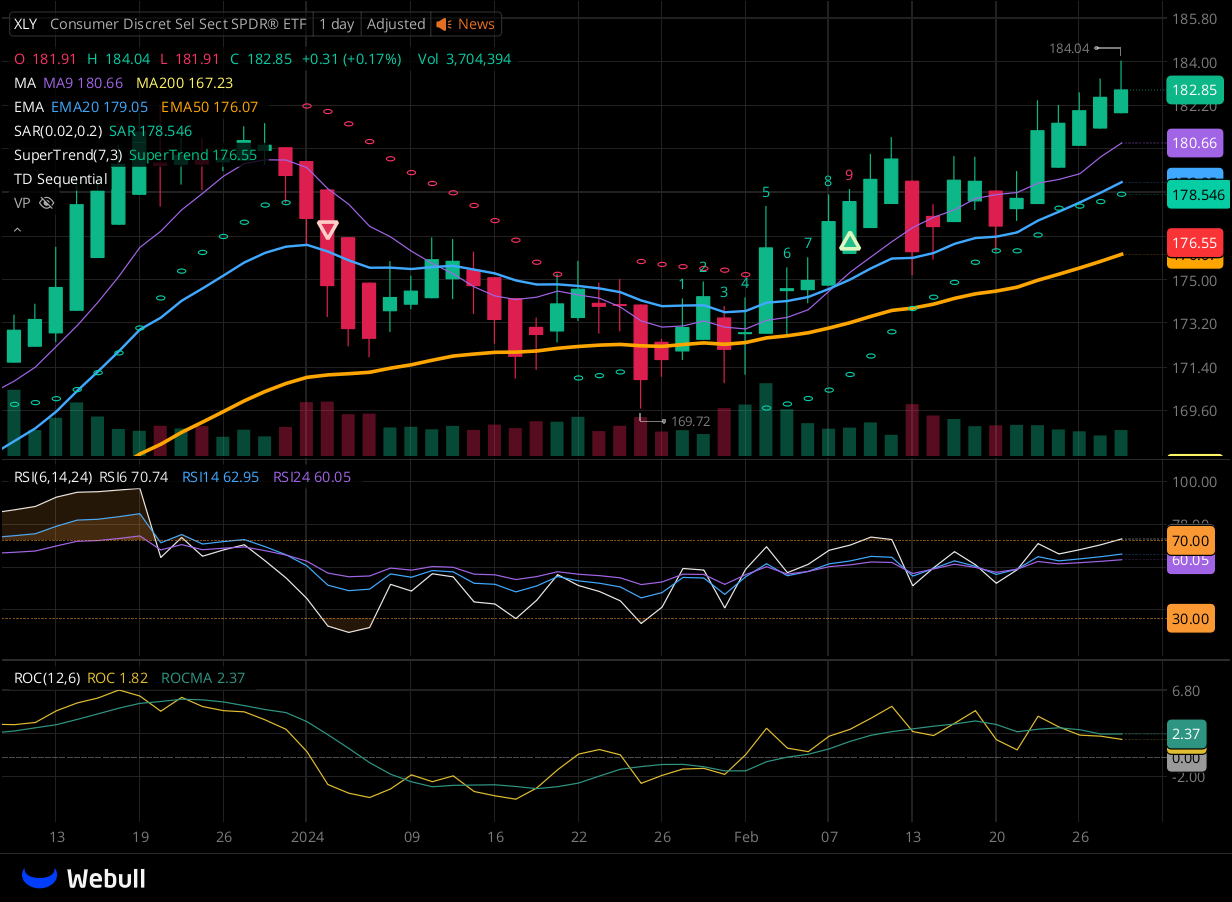 XLY Consumer Discret Sel Sect SPDR® ETF 1 day Adjusted News
O 181.91 H 184.04 L 181.91 C 182.85 +0.31 (+0.17%) Vol 3,704,394
MA MA9 180.66 MA200 167.23
EMA EMA20 179.05 EMA50 176.07
SAR(0.02,0.2) SAR 178.546
SuperTrend(7,3) SuperTrend 176.55
TD Sequential
VP
184.04
185.80
184.00
182.85
182.20
180.66
178.546
176.55
175.00
173.20
171.40
169.60
5
6
7
8
9
1
2
3
4
169.72
RSI(6,14,24) RSI6 70.74 RSI14 62.95 RSI24 60.05
100.00
70.00
60.05
30.00
ROC(12,6) ROC 1.82 ROCMA 2.37
6.80
2.37
0.00
-2.00
13 19 26 2024 09 16 22 26 Feb 07 13 20 26
Webull